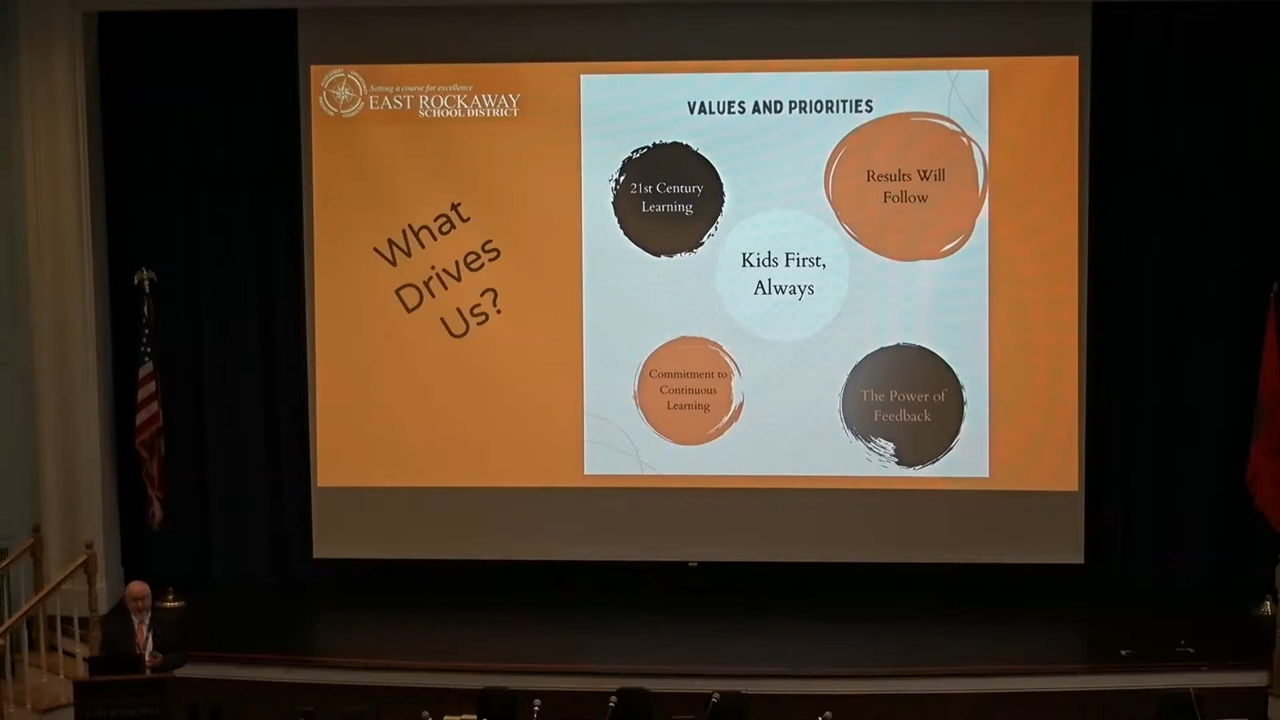 Setting a course for excellence
EAST ROCKAWAY
SCHOOL DISTRICT
What
Drives
Us?
VALUES AND PRIORITIES
21st Century
Learning
Results Will
Follow
Kids First,
Always
Commitment to
Continuous
Learning
The Power of
Feedback